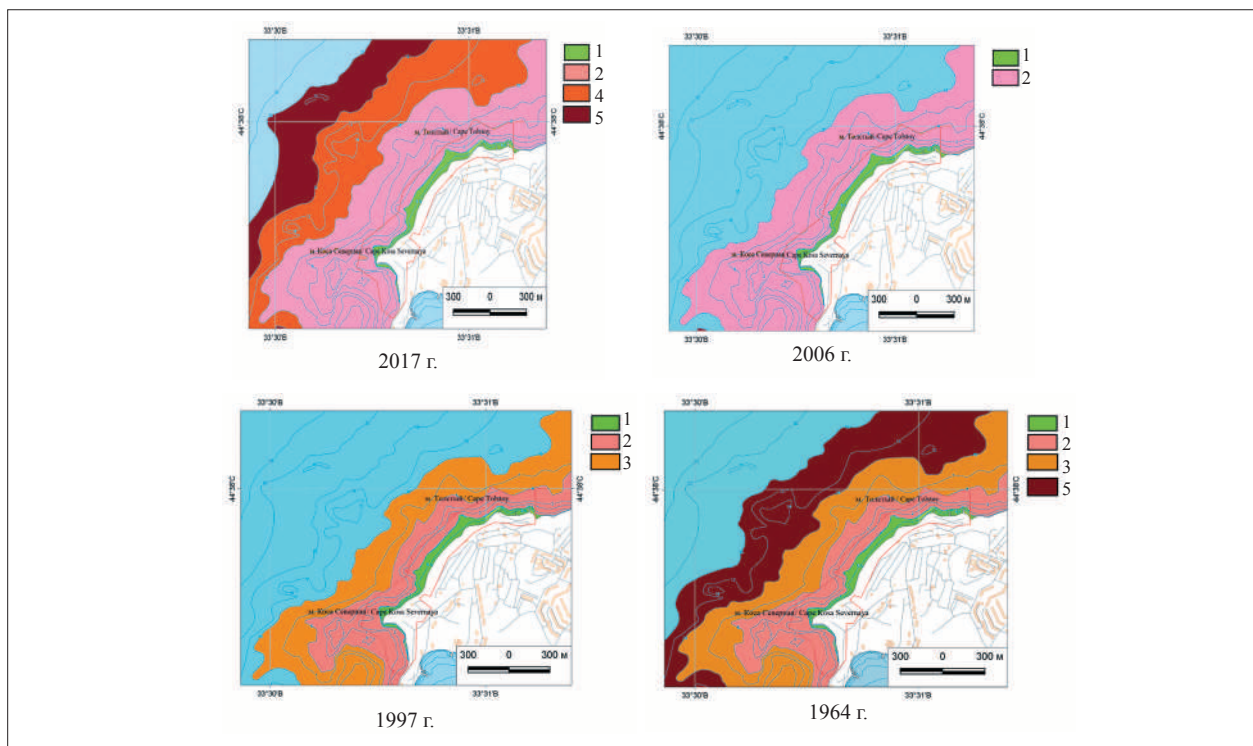 33°30'В 33°31'В
1
2
4
5
44°38'С 44°38'С
м. Толстый / Cape Tolstoy
м. Коса Северная / Cape Kosa Severnaya
300 0 300 м
33°30'В 33°31'В
2017 г.
33°30'В 33°31'В
1
2
44°38'С 44°38'С
м. Толстый / Cape Tolstoy
м. Коса Северная / Cape Kosa Severnaya
300 0 300 м
33°30'В 33°31'В
2006 г.
33°30'В 33°31'В
1
2
3
44°38'С 44°38'С
м. Толстый / Cape Tolstoy
м. Коса Северная / Cape Kosa Severnaya
300 0 300 м
33°30'В 33°31'В
1997 г.
33°30'В 33°31'В
1
2
3
5
44°38'С 44°38'С
м. Толстый / Cape Tolstoy
м. Коса Северная / Cape Kosa Severnaya
300 0 300 м
33°30'В 33°31'В
1964 г.